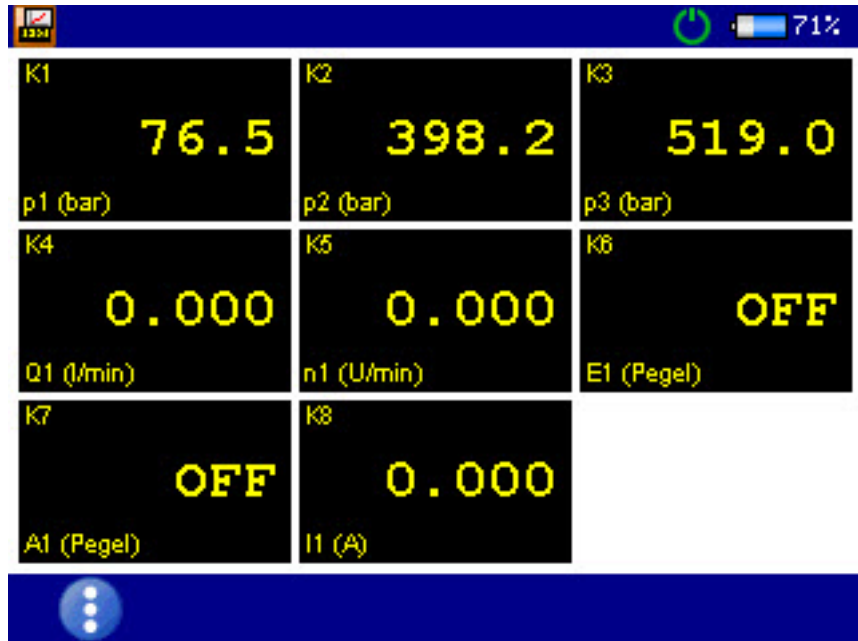 71%
K1
76.5
p1 (bar)
K2
398.2
p2 (bar)
K3
519.0
p3 (bar)
K4
0.000
Q1 (l/min)
K5
0.000
n1 (U/min)
K6
OFF
E1 (Pegel)
K7
OFF
A1 (Pegel)
K8
0.000
I1 (A)